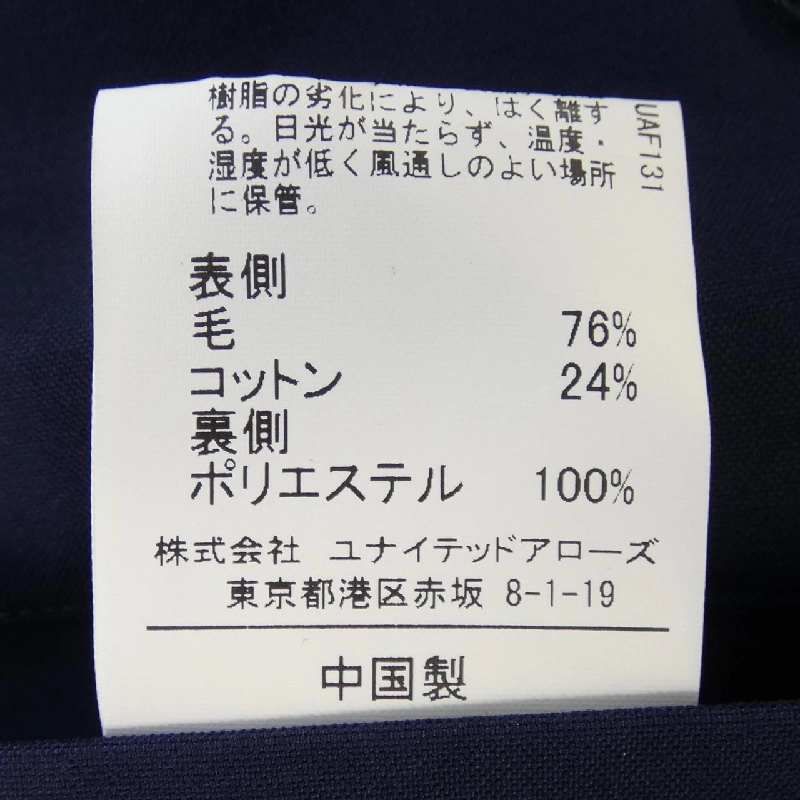 樹脂の劣化により、はく離す
る。日光が当たらず、温度・
湿度が低く風通しのよい場所
に保管。
UAF131
表側
毛 76%
コットン 24%
裏側
ポリエステル 100%
株式会社 ユナイテッドアローズ
東京都港区赤坂 8-1-19
中国製